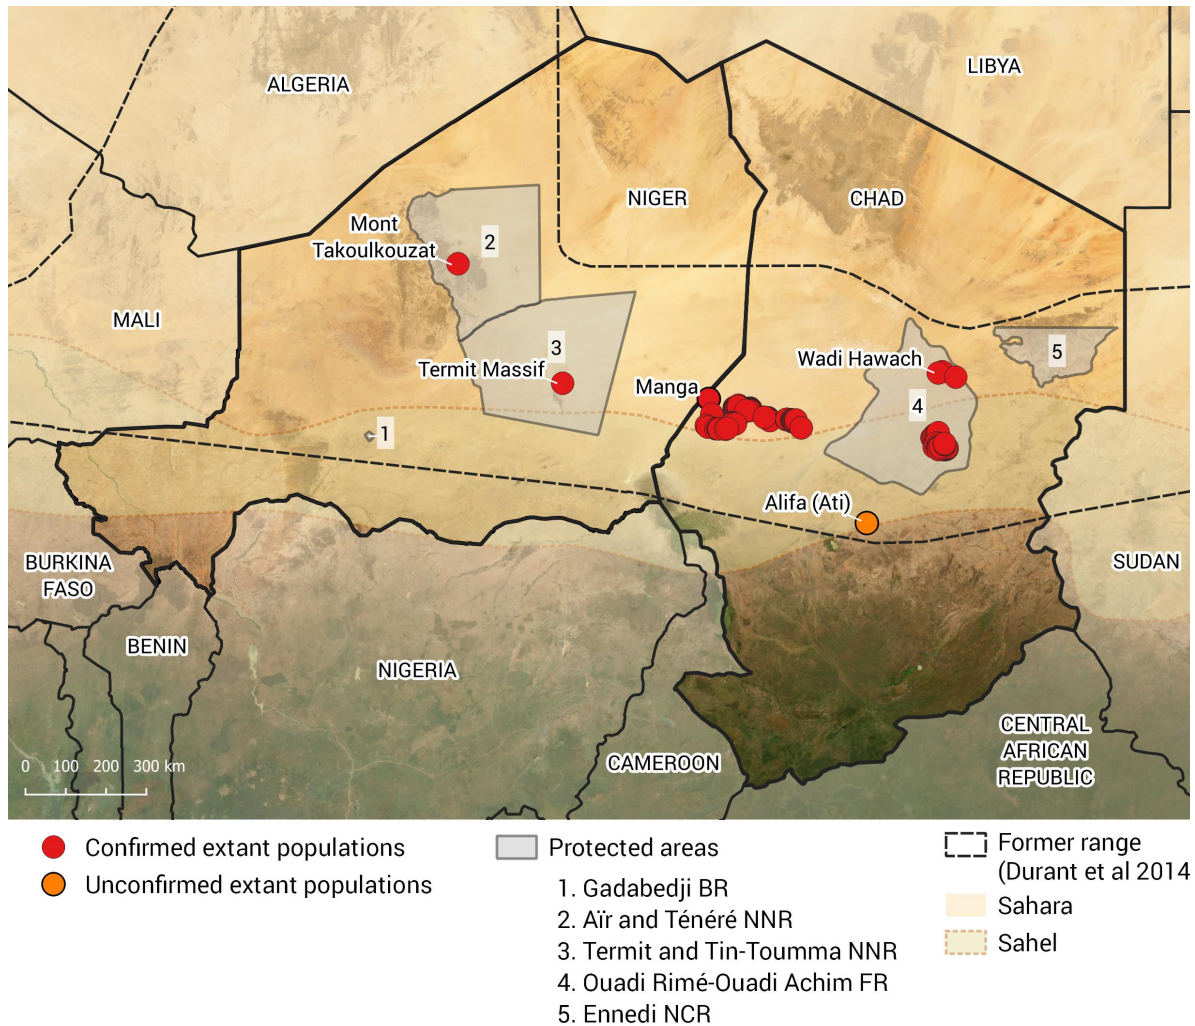 ALGERIA
LIBYA
NIGER
CHAD
Mont
Takoulkouzat
2
MALI
3
Termit Massif
Manga
Wadi Hawach
5
4
1
Alifa (Ati)
BURKINA
FASO
SUDAN
BENIN
NIGERIA
CAMEROON
CENTRAL
AFRICAN
REPUBLIC
0 100 200 300 km
Confirmed extant populations
Unconfirmed extant populations
Protected areas
1. Gadabedji BR
2. Aïr and Ténéré NNR
3. Termit and Tin-Toumma NNR
4. Ouadi Rimé-Ouadi Achim FR
5. Ennedi NCR
Former range
(Durant et al 2014
Sahara
Sahel